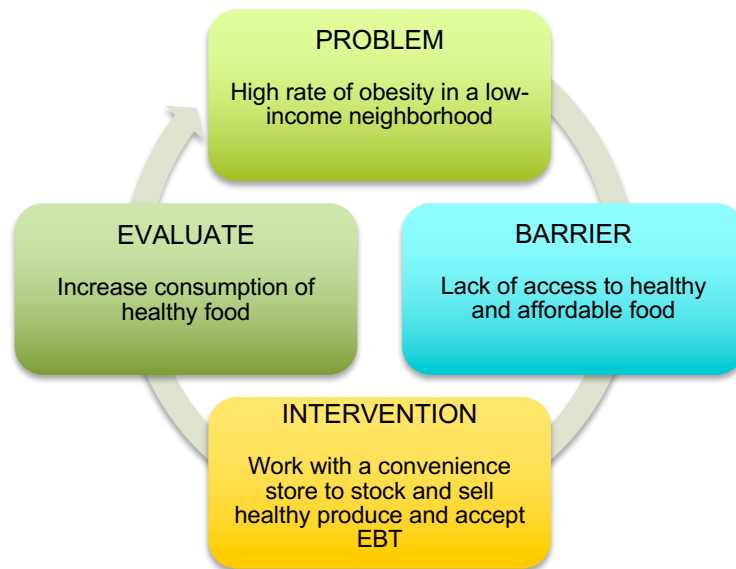 PROBLEM
High rate of obesity in a low-
income neighborhood
EVALUATE
Increase consumption of
healthy food
BARRIER
Lack of access to healthy
and affordable food
INTERVENTION
Work with a convenience
store to stock and sell
healthy produce and accept
EBT